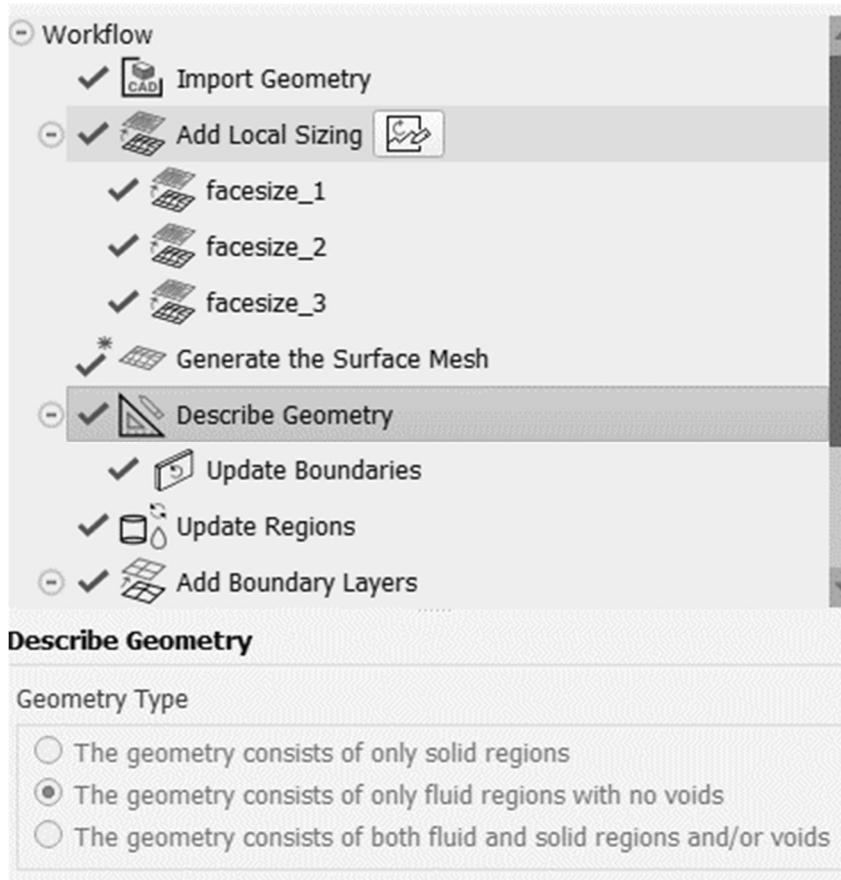 Workflow
CAD Import Geometry
Add Local Sizing
facesize_1
facesize_2
facesize_3
Generate the Surface Mesh
Describe Geometry
Update Boundaries
Update Regions
Add Boundary Layers
Describe Geometry
Geometry Type
The geometry consists of only solid regions
The geometry consists of only fluid regions with no voids
The geometry consists of both fluid and solid regions and/or voids